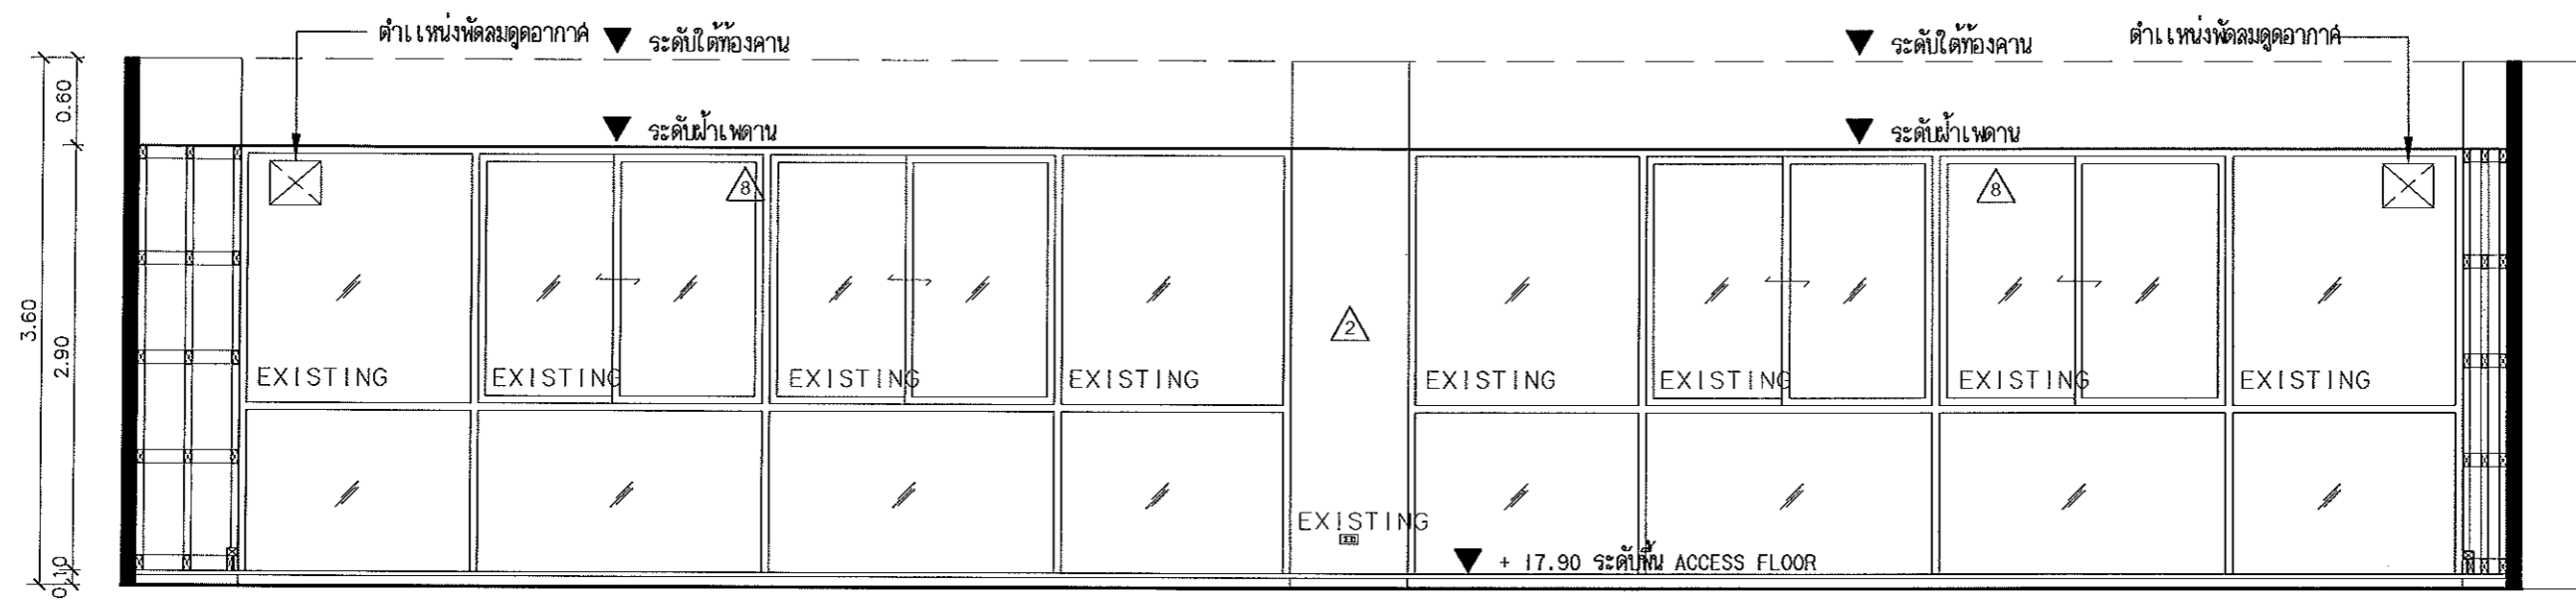 ตำแหน่งพัดลมดูดอากาศ
ระดับใต้ท้องคาน
ระดับใต้ท้องคาน
ตำแหน่งพัดลมดูดอากาศ
0.60
ระดับฝ้าเพดาน
ระดับฝ้าเพดาน
8
8
3.60
2.90
2
EXISTING
EXISTING
EXISTING
EXISTING
EXISTING
EXISTING
EXISTING
EXISTING
EXISTING
+ 17.90 ระดับพื้น ACCESS FLOOR
0.10